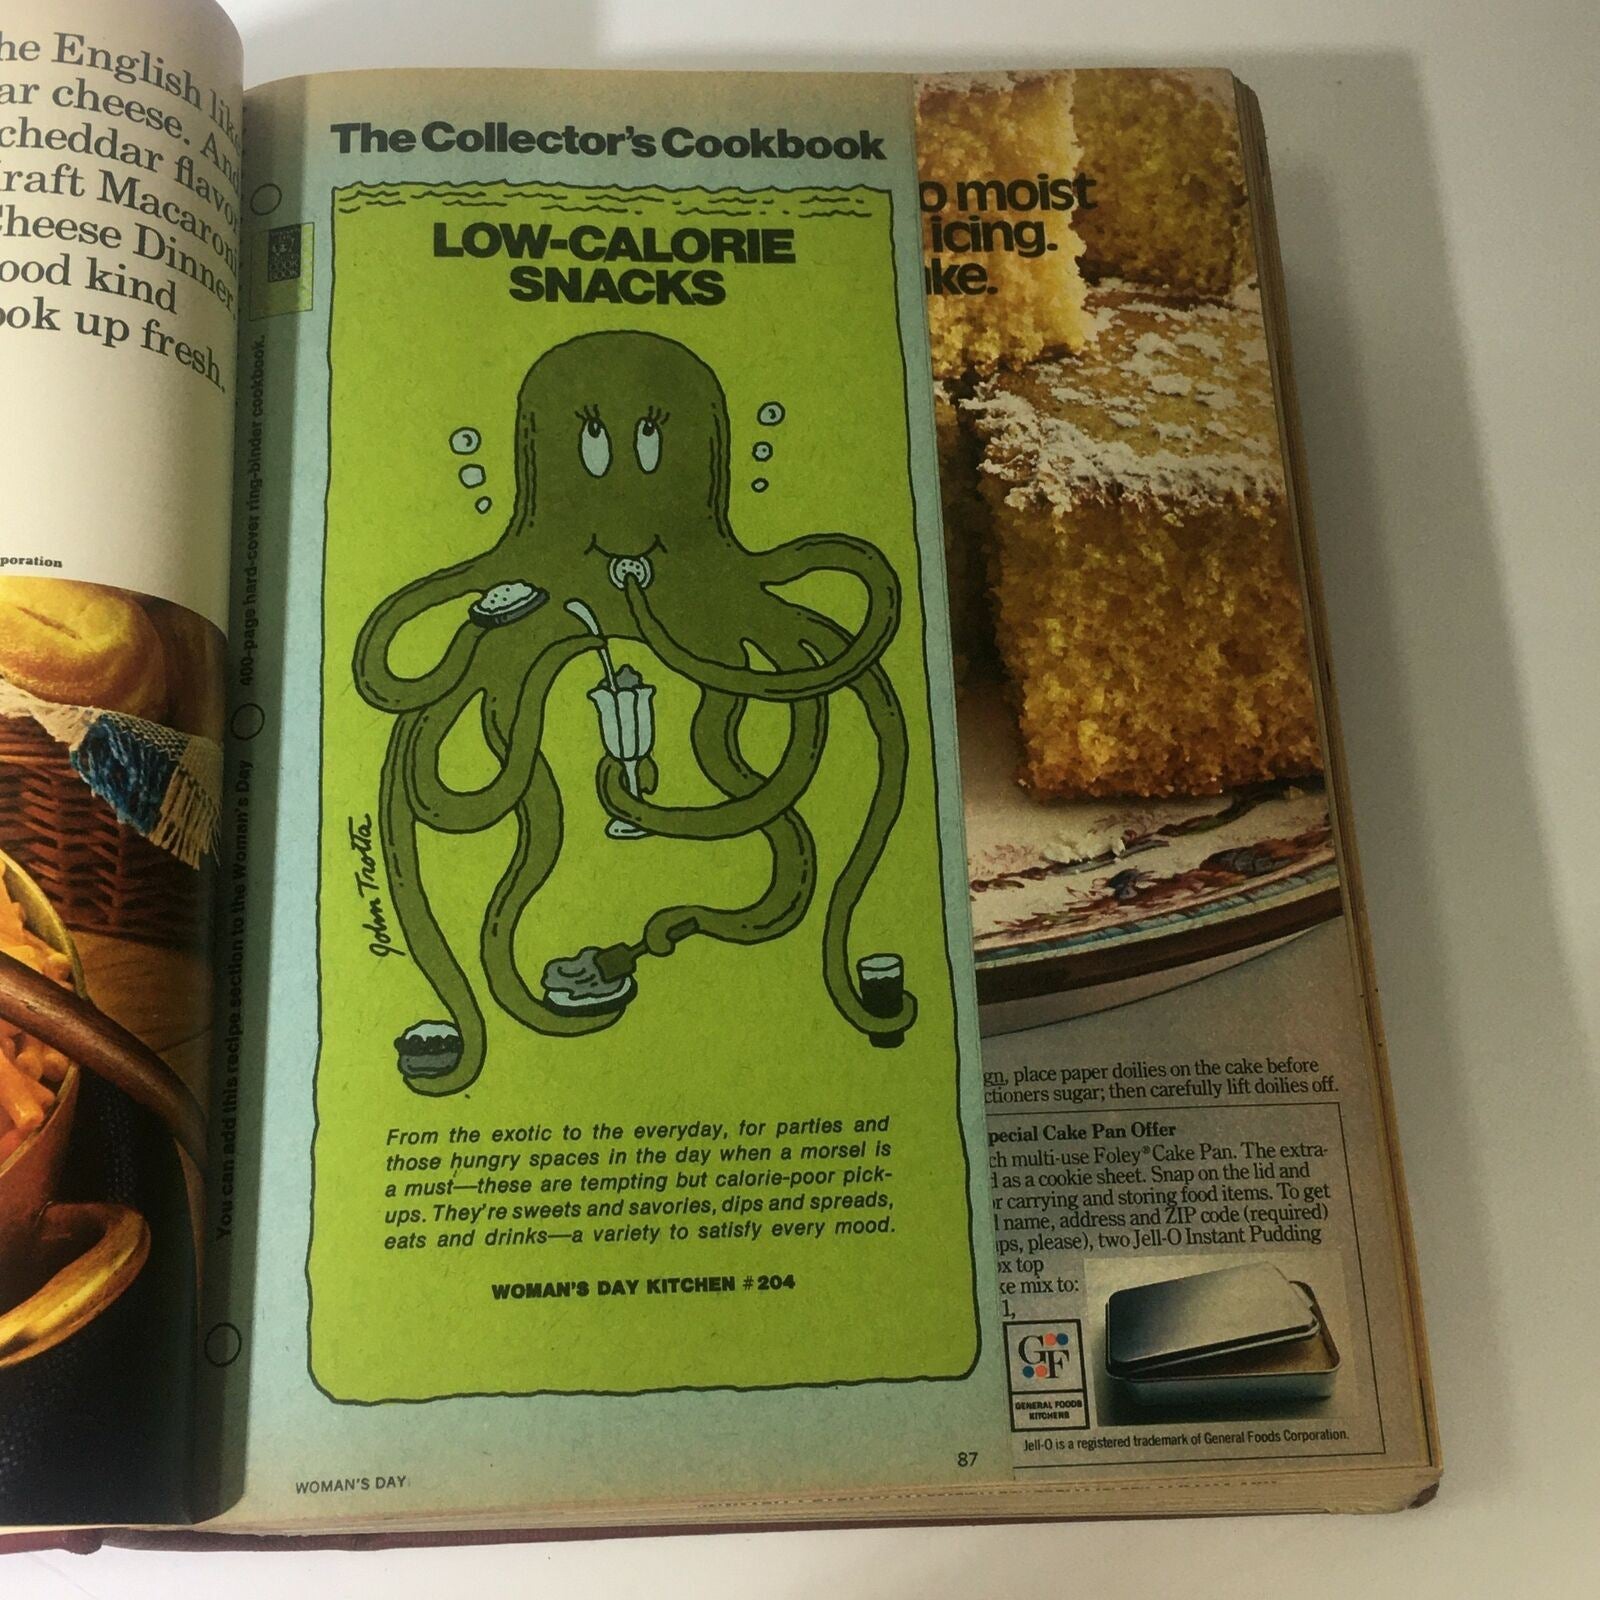 he English like
ar cheese. And
cheddar flavor
raft Macaroni
Cheese Dinner.
ood kind
ook up fresh.
poration
You can add this recipe section to the Woman's Day 400-page hard-cover ring-binder cookbook.
The Collector's Cookbook
LOW-CALORIE
SNACKS
John Trotta
From the exotic to the everyday, for parties and
those hungry spaces in the day when a morsel is
a must—these are tempting but calorie-poor pick-
ups. They're sweets and savories, dips and spreads,
eats and drinks—a variety to satisfy every mood.
WOMAN'S DAY KITCHEN #204
WOMAN'S DAY
87
o moist
icing.
ke.
gn, place paper doilies on the cake before
ctioners sugar; then carefully lift doilies off.
pecial Cake Pan Offer
ch multi-use Foley® Cake Pan. The extra-
d as a cookie sheet. Snap on the lid and
or carrying and storing food items. To get
l name, address and ZIP code (required)
ps, please), two Jell-O Instant Pudding
ox top
ke mix to:
1,
GF
GENERAL FOODS
KITCHENS
Jell-O is a registered trademark of General Foods Corporation.